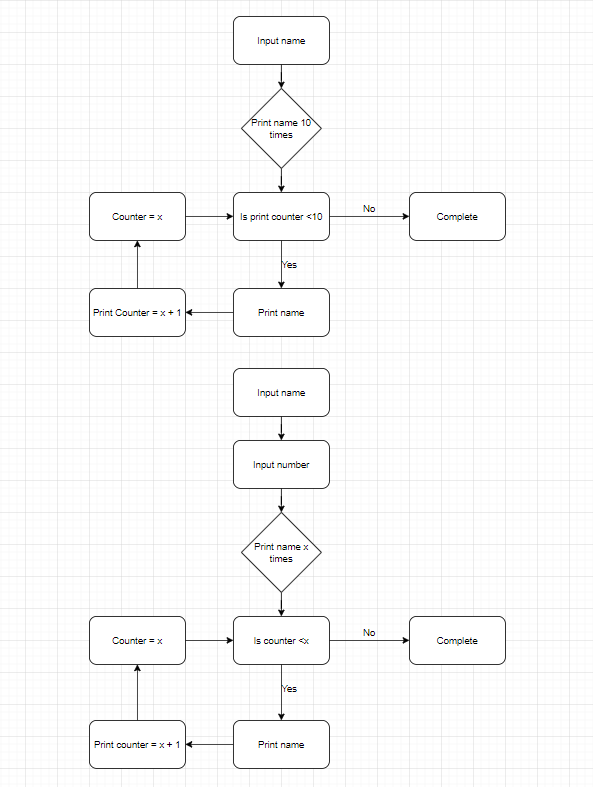 Input name
Print name 10
times
Counter = x
Is print counter <10
No
Complete
Yes
Print Counter = x + 1
Print name
Input name
Input number
Print name x
times
Counter = x
Is counter <x
No
Complete
Yes
Print counter = x + 1
Print name